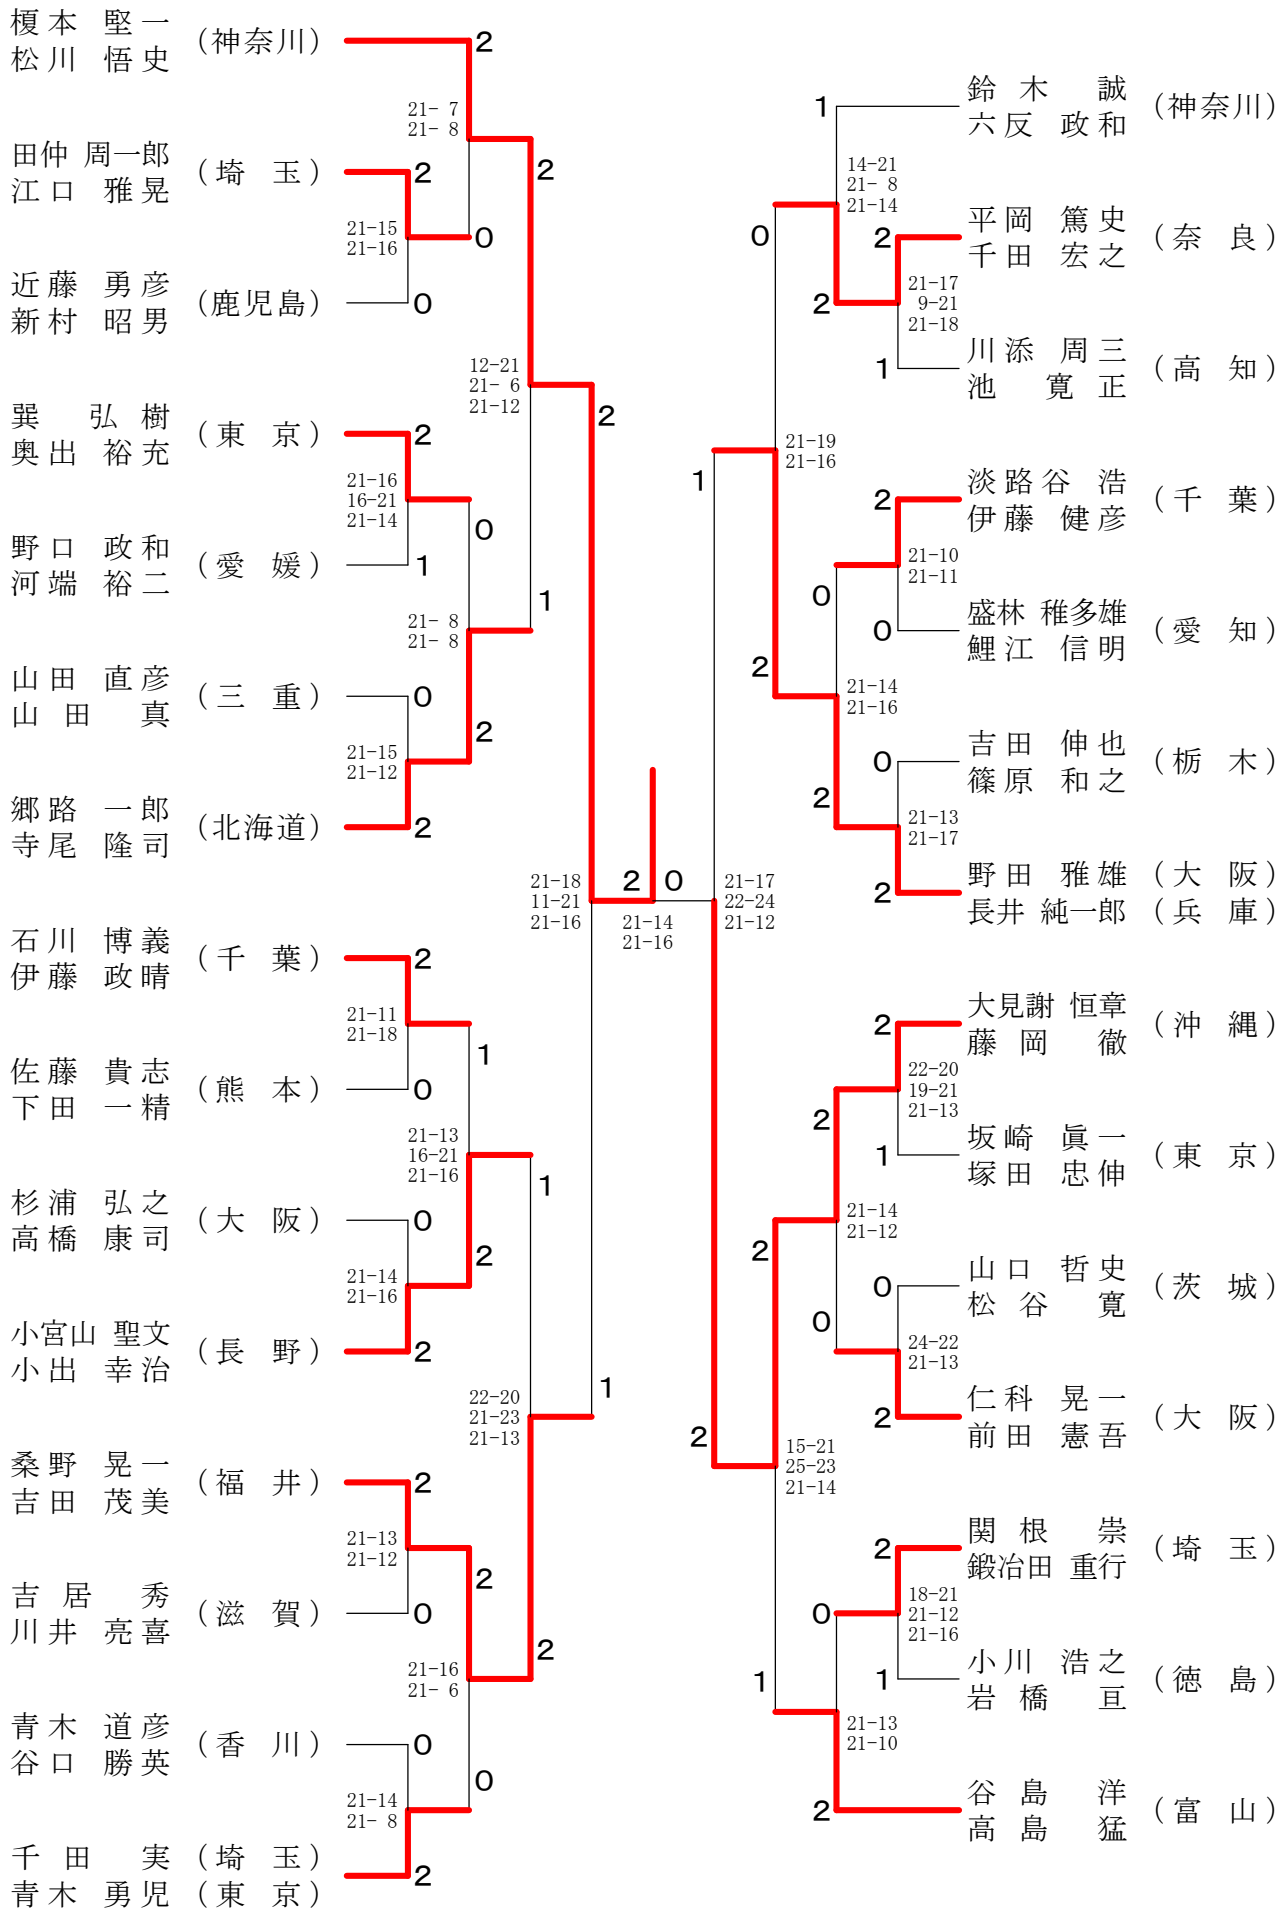 榎本 堅一
松川 悟史
(神奈川)
2
21- 7
21- 8
2
田仲 周一郎
江口 雅晃
(埼 玉)
2
21-15
21-16
0
近藤 勇彦
新村 昭男
(鹿児島)
0
12-21
21- 6
21-12
2
巽 弘樹
奥出 裕充
(東 京)
2
21-16
16-21
21-14
0
野口 政和
河端 裕二
(愛 媛)
1
21- 8
21- 8
1
山田 直彦
山田 真
(三 重)
0
21-15
21-12
2
郷路 一郎
寺尾 隆司
(北海道)
2
21-18
11-21
21-16
2
0
21-14
21-16
石川 博義
伊藤 政晴
(千 葉)
2
21-11
21-18
1
佐藤 貴志
下田 一精
(熊 本)
0
21-13
16-21
21-16
1
杉浦 弘之
高橋 康司
(大 阪)
0
21-14
21-16
2
小宮山 聖文
小出 幸治
(長 野)
2
22-20
21-23
21-13
1
桑野 晃一
吉田 茂美
(福 井)
2
21-13
21-12
2
吉居 秀
川井 亮喜
(滋 賀)
0
21-16
21- 6
2
青木 道彦
谷口 勝英
(香 川)
0
21-14
21- 8
0
千田 実
青木 勇児
(埼 玉)
(東 京)
2
1
鈴木 誠
六反 政和
(神奈川)
14-21
21- 8
21-14
0
2
平岡 篤史
千田 宏之
(奈 良)
21-17
9-21
21-18
2
1
川添 周三
池 寛正
(高 知)
21-19
21-16
1
2
淡路谷 浩
伊藤 健彦
(千 葉)
21-10
21-11
0
0
盛林 稚多雄
鯉江 信明
(愛 知)
2
21-14
21-16
0
吉田 伸也
篠原 和之
(栃 木)
2
21-13
21-17
2
野田 雅雄
長井 純一郎
(大 阪)
(兵 庫)
21-17
22-24
21-12
2
大見謝 恒章
藤岡 徹
(沖 縄)
22-20
19-21
21-13
2
1
坂崎 眞一
塚田 忠伸
(東 京)
2
21-14
21-12
0
山口 哲史
松谷 寛
(茨 城)
0
24-22
21-13
2
仁科 晃一
前田 憲吾
(大 阪)
2
15-21
25-23
21-14
2
関根 崇
鍛冶田 重行
(埼 玉)
0
18-21
21-12
21-16
1
小川 浩之
岩橋 亘
(徳 島)
1
21-13
21-10
2
谷島 洋
高島 猛
(富 山)